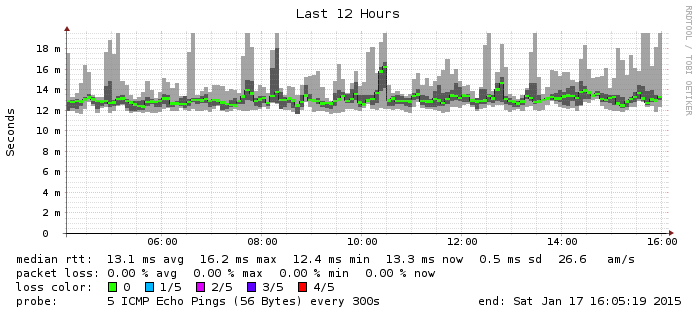 Last 12 Hours
RRDTOOL / TOBI OETIKER
Seconds
18 m
16 m
14 m
12 m
10 m
8 m
6 m
4 m
2 m
0
06:00 08:00 10:00 12:00 14:00 16:00
median rtt: 13.1 ms avg 16.2 ms max 12.4 ms min 13.3 ms now 0.5 ms sd 26.6 am/s
packet loss: 0.00 % avg 0.00 % max 0.00 % min 0.00 % now
loss color: 0 1/5 2/5 3/5 4/5
probe: 5 ICMP Echo Pings (56 Bytes) every 300s end: Sat Jan 17 16:05:19 2015